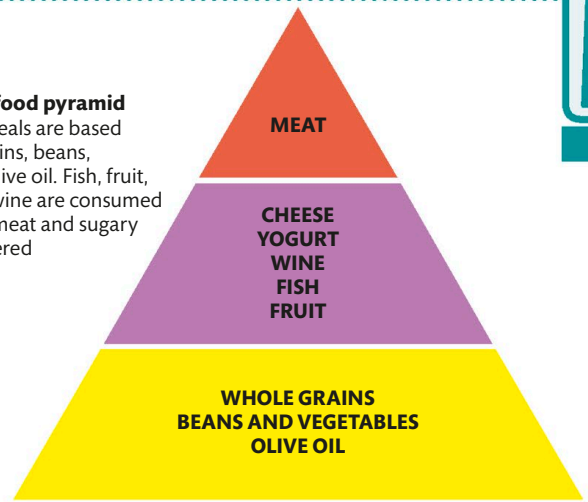 food pyramid
eals are based
ins, beans,
ive oil. Fish, fruit,
wine are consumed
meat and sugary
ered
MEAT
CHEESE
YOGURT
WINE
FISH
FRUIT
WHOLE GRAINS
BEANS AND VEGETABLES
OLIVE OIL